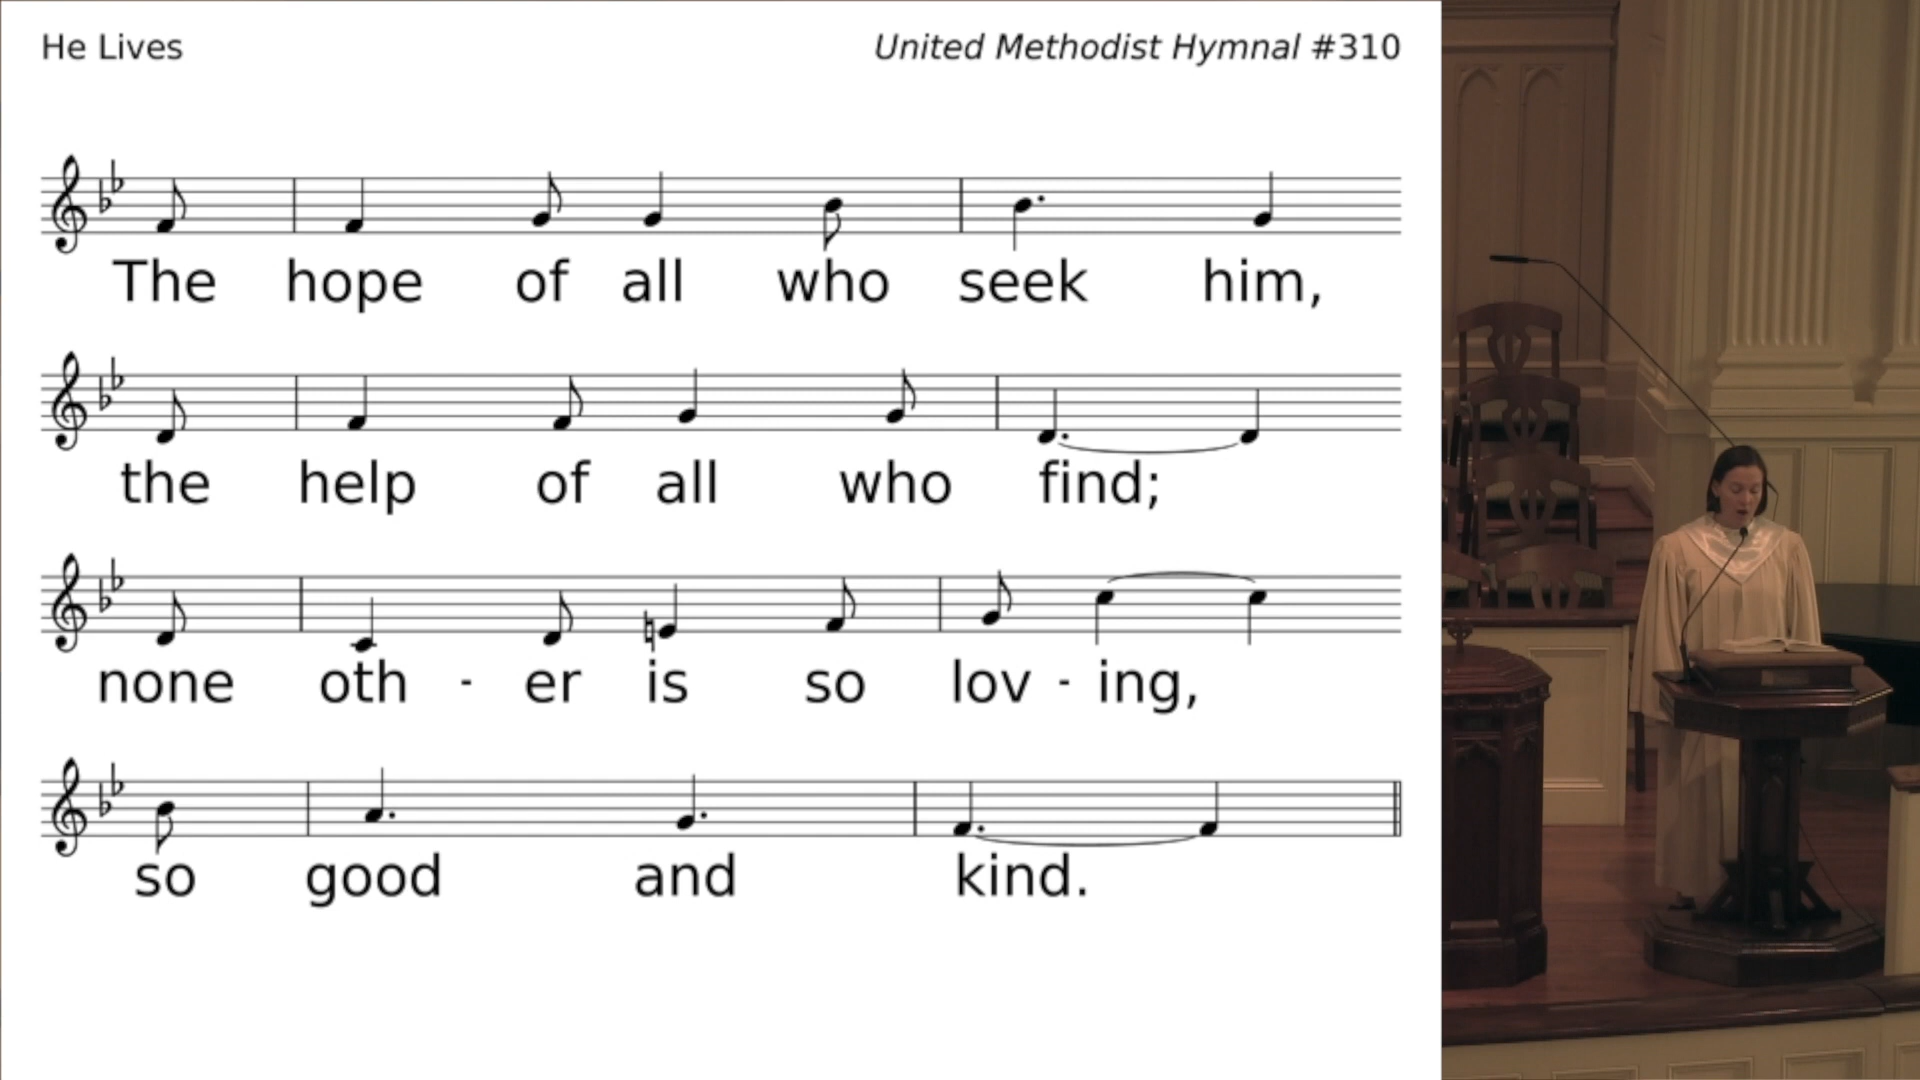 He Lives
United Methodist Hymnal #310
The hope of all who seek him,
the help of all who find;
none oth - er is so lov - ing,
so good and kind.